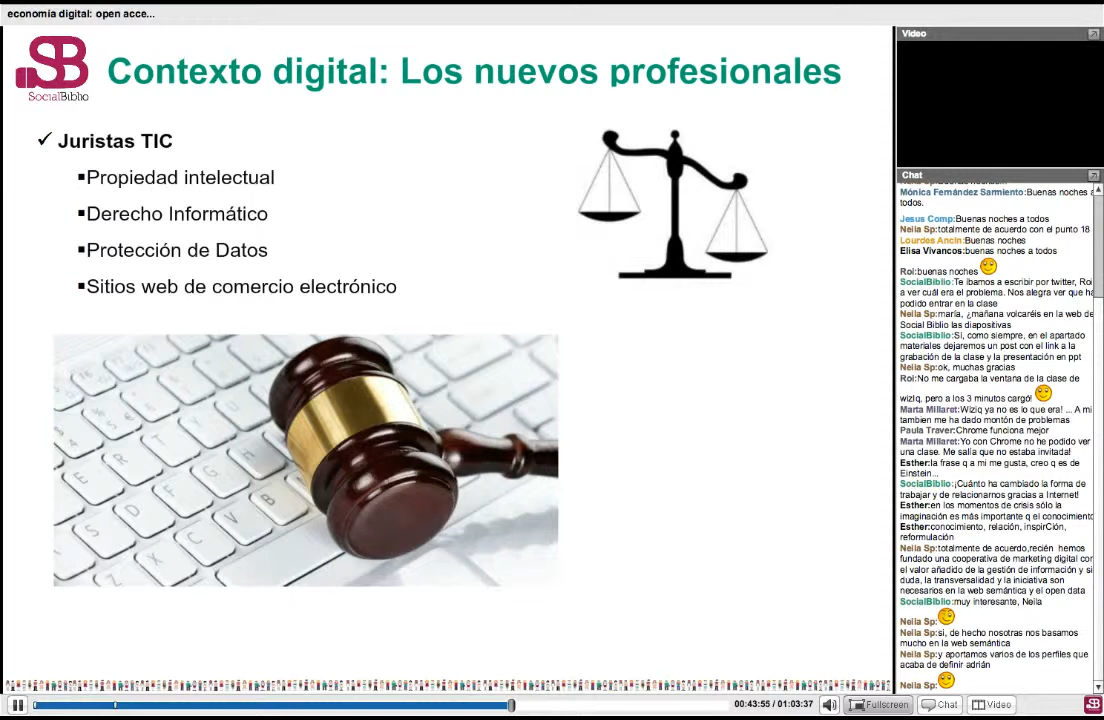 economía digital: open acce...
SB
SocialBiblio
Contexto digital: Los nuevos profesionales
✓ Juristas TIC
▪Propiedad intelectual
▪Derecho Informático
▪Protección de Datos
▪Sitios web de comercio electrónico
Video
Chat
Mónica Fernández Sarmiento:Buenas noches a
todos.
Jesus Comp:Buenas noches a todos
Neila Sp:totalmente de acuerdo con el punto 18
Lourdes Ancin:Buenas noches
Elisa Vivancos:buenas noches a todos
Roi:buenas noches
SocialBiblio:Te ibamos a escribir por twitter, Roi
a ver cuál era el problema. Nos alegra ver que ha
podido entrar en la clase
Neila Sp:maría, ¿mañana volcaréis en la web de
Social Biblio las diapositivas
SocialBiblio:Sí, como siempre, en el apartado
materiales dejaremos un post con el link a la
grabación de la clase y la presentación en ppt
Neila Sp:ok, muchas gracias
Roi:No me cargaba la ventana de la clase de
wiziq, pero a los 3 minutos cargó!
Marta Millaret:Wiziq ya no es lo que era! ... A mi
tambien me ha dado montón de problemas
Paula Traver:Chrome funciona mejor
Marta Millaret:Yo con Chrome no he podido ver
una clase. Me salía que no estaba invitada!
Esther:la frase q a mi me gusta, creo q es de
Einstein...
SocialBiblio:¡Cuánto ha cambiado la forma de
trabajar y de relacionarnos gracias a Internet!
Esther:en los momentos de crisis sólo la
imaginación es más importante q el conocimiento
Esther:conocimiento, relación, inspirCión,
reformulación
Neila Sp:totalmente de acuerdo,recién hemos
fundado una cooperativa de marketing digital con
el valor añadido de la gestión de información y si
duda, la transversalidad y la iniciativa son
necesarios en la web semántica y el open data
SocialBiblio:muy interesante, Neila
Neila Sp:
Neila Sp:si, de hecho nosotras nos basamos
mucho en la web semántica
Neila Sp:y aportamos varios de los perfiles que
acaba de definir adrián
Neila Sp:
00:43:55 / 01:03:37
Fullscreen
Chat
Video
SB